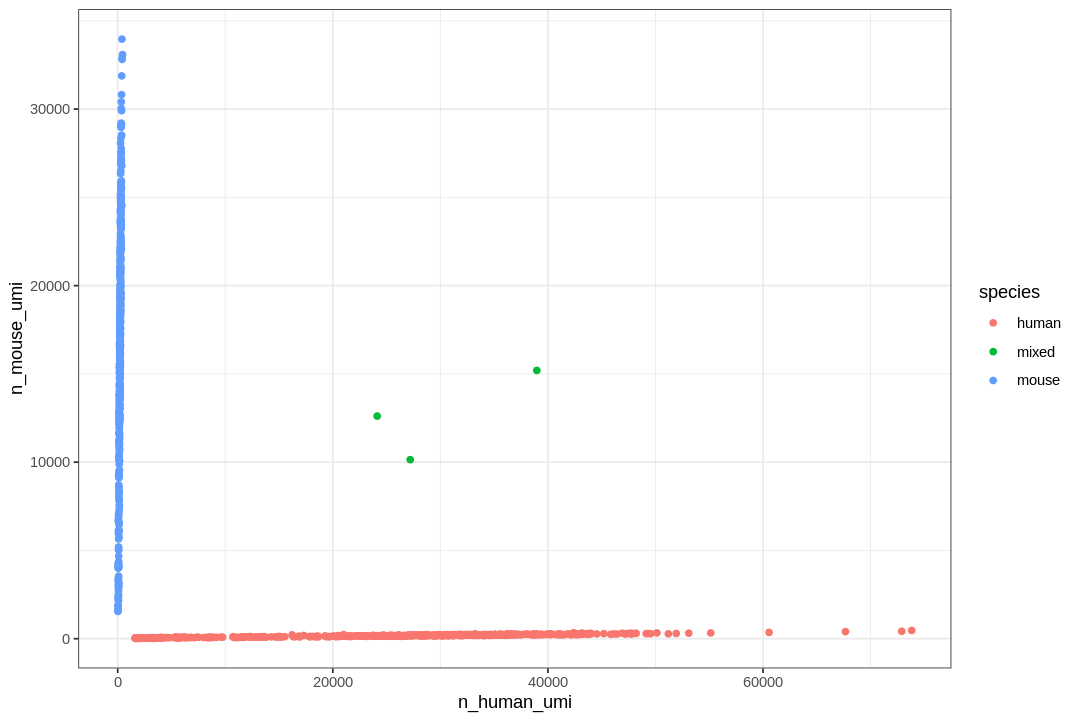 30000
20000
10000
0
n_mouse_umi
0
20000
40000
60000
n_human_umi
species
human
mixed
mouse